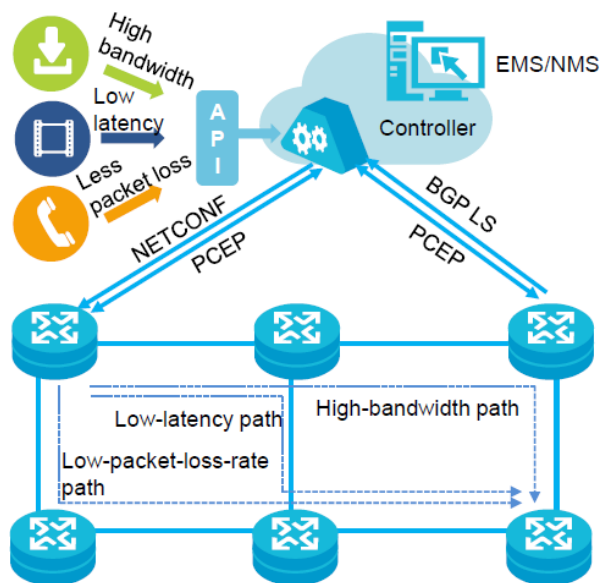 High
bandwidth
Low
latency
Less
packet loss
API
EMS/NMS
Controller
NETCONF
PCEP
BGP LS
PCEP
Low-latency path
High-bandwidth path
Low-packet-loss-rate
path